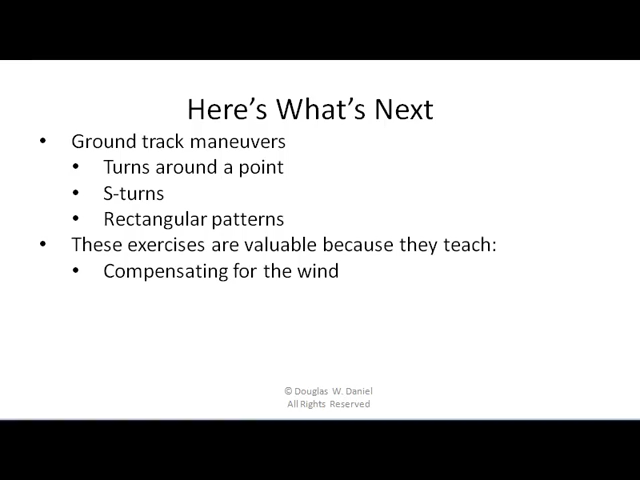 Here’s What’s Next
• Ground track maneuvers
• Turns around a point
• S-turns
• Rectangular patterns
• These exercises are valuable because they teach:
• Compensating for the wind
© Douglas W. Daniel
All Rights Reserved